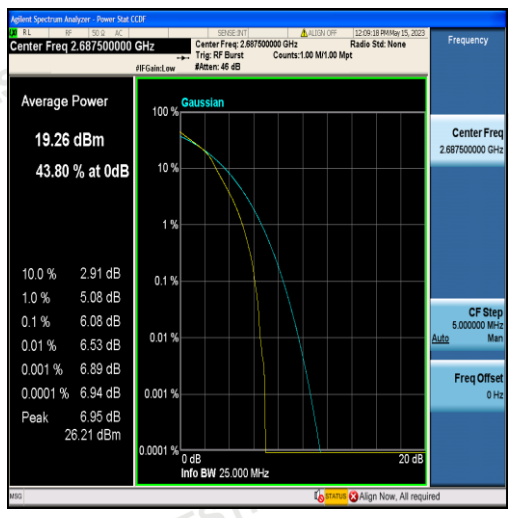 Agilent Spectrum Analyzer - Power Stat CCDF
RL RF 50 Ω AC SENSE:INT ALIGN OFF 12:09:18 PM May 15, 2023
Center Freq 2.687500000 GHz
Center Freq: 2.687500000 GHz Radio Std: None
Trig: RF Burst Counts:1.00 M/1.00 Mpt
#IFGain:Low #Atten: 46 dB
Frequency
Average Power
19.26 dBm
43.80 % at 0dB
10.0 % 2.91 dB
1.0 % 5.08 dB
0.1 % 6.08 dB
0.01 % 6.53 dB
0.001 % 6.89 dB
0.0001 % 6.94 dB
Peak 6.95 dB
26.21 dBm
100 % Gaussian
10 %
1 %
0.1 %
0.01 %
0.001 %
0.0001 %
0 dB 20 dB
Info BW 25.000 MHz
Center Freq
2.687500000 GHz
CF Step
5.000000 MHz
Auto Man
Freq Offset
0 Hz
MSG STATUS Align Now, All required